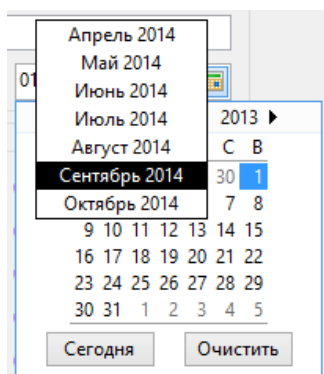 Апрель 2014
Май 2014
01
Июнь 2014
Июль 2014
2013
Август 2014
С В
Сентябрь 2014
30 1
Октябрь 2014
7 8
9 10 11 12 13 14 15
16 17 18 19 20 21 22
23 24 25 26 27 28 29
30 31 1 2 3 4 5
Сегодня Очистить